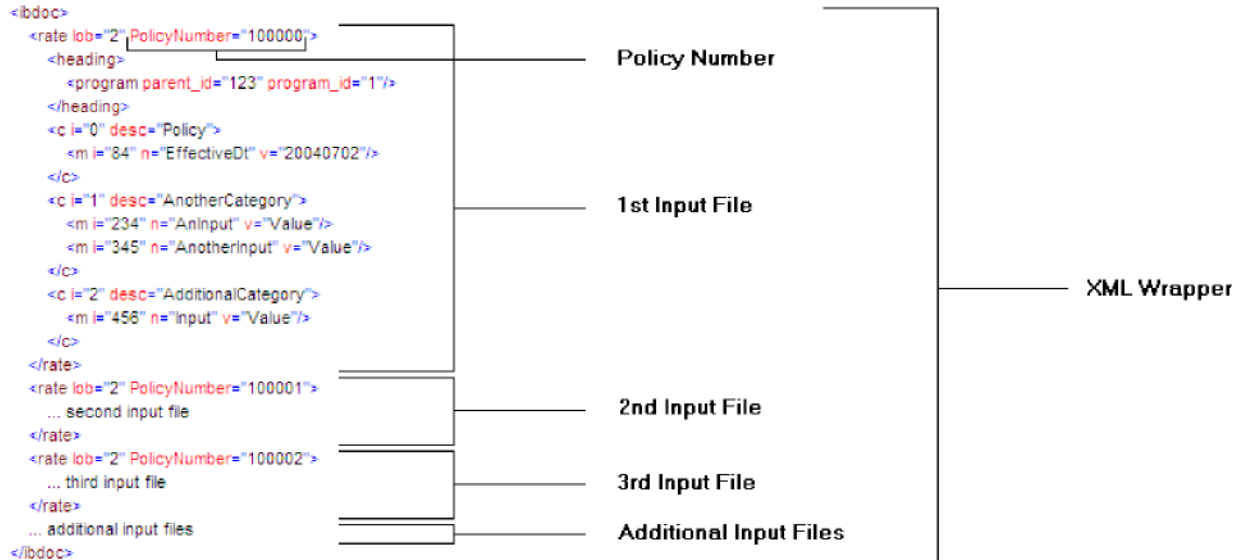 <ibdoc>
<rate lob="2" PolicyNumber="100000">
Policy Number
<heading>
<program parent_id="123" program_id="1"/>
</heading>
<c i="0" desc="Policy">
<m i="84" n="EffectiveDt" v="20040702"/>
</c>
<c i="1" desc="AnotherCategory">
1st Input File
<m i="234" n="AnInput" v="Value"/>
<m i="345" n="AnotherInput" v="Value"/>
</c>
<c i="2" desc="AdditionalCategory">
XML Wrapper
<m i="456" n="Input" v="Value"/>
</c>
</rate>
<rate lob="2" PolicyNumber="100001">
2nd Input File
... second input file
</rate>
<rate lob="2" PolicyNumber="100002">
3rd Input File
... third input file
</rate>
... additional input files
Additional Input Files
</ibdoc>